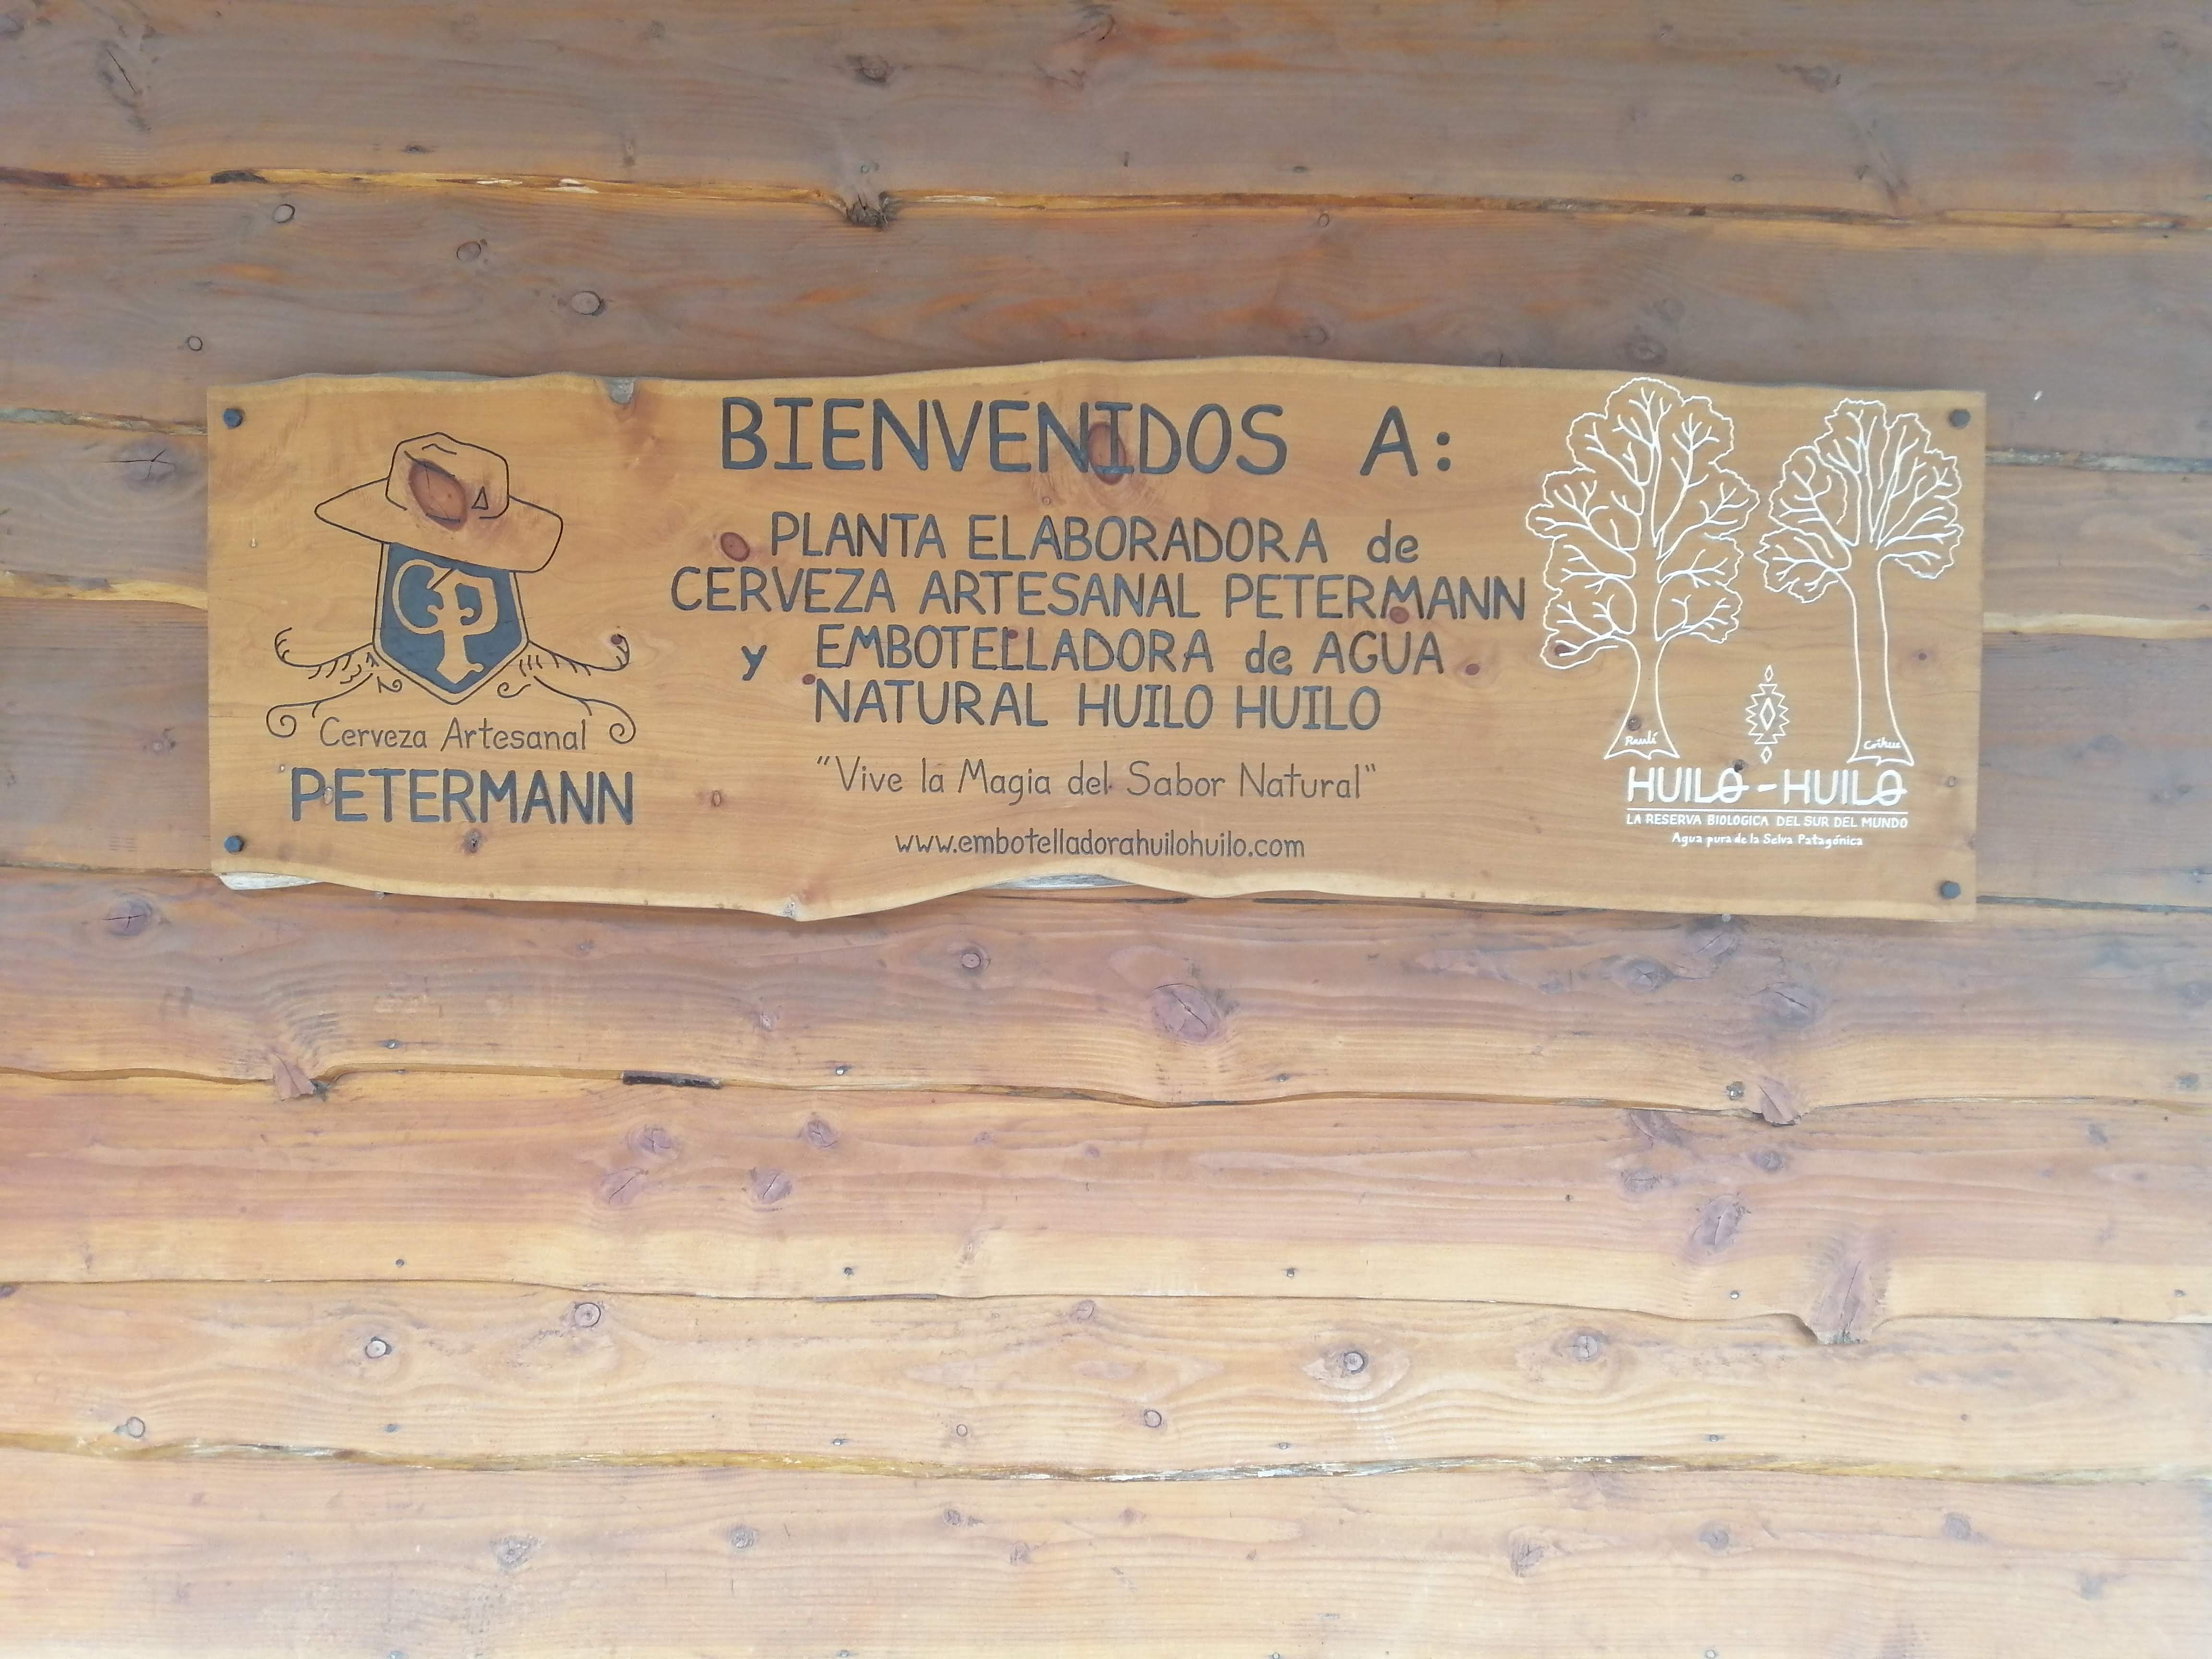 BIENVENIDOS A:
PLANTA ELABORADORA de
CERVEZA ARTESANAL PETERMANN
y EMBOTELLADORA de AGUA
NATURAL HUILO HUILO
"Vive la Magia del Sabor Natural"
www.embotelladorahuilohuilo.com
CP
Cerveza Artesanal
PETERMANN
Raulí
Coihue
HUILO-HUILO
LA RESERVA BIOLOGICA DEL SUR DEL MUNDO
Agua pura de la Selva Patagónica